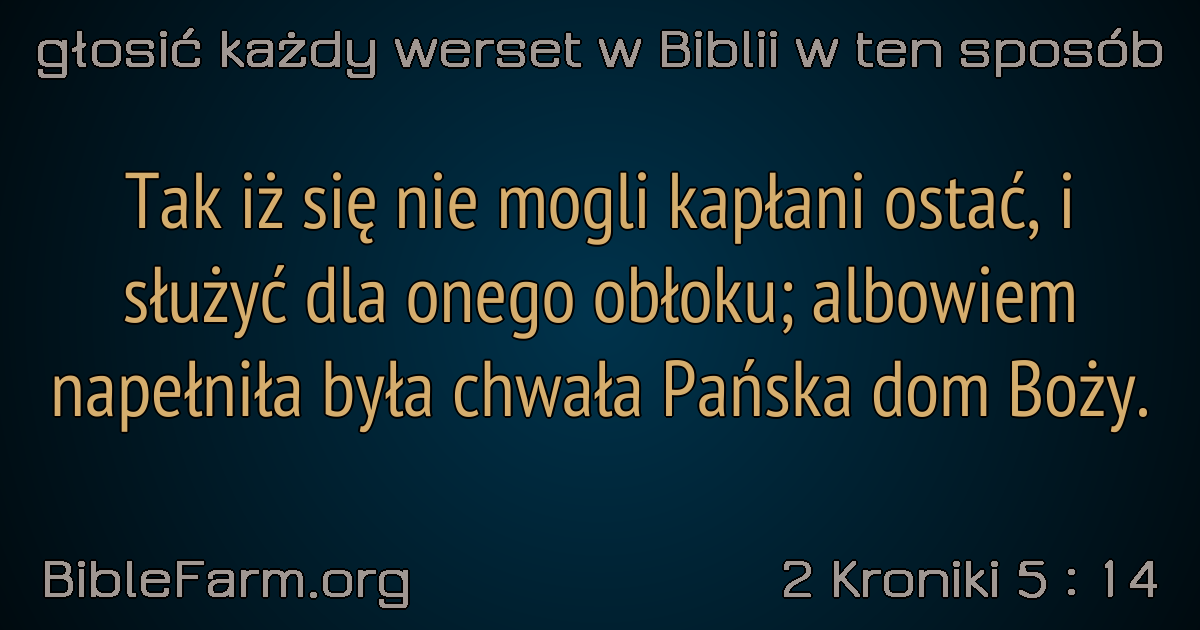 głosić każdy werset w Biblii w ten sposób
Tak iż się nie mogli kapłani ostać, i
służyć dla onego obłoku; albowiem
napełniła była chwała Pańska dom Boży.
BibleFarm.org
2 Kroniki 5 : 14